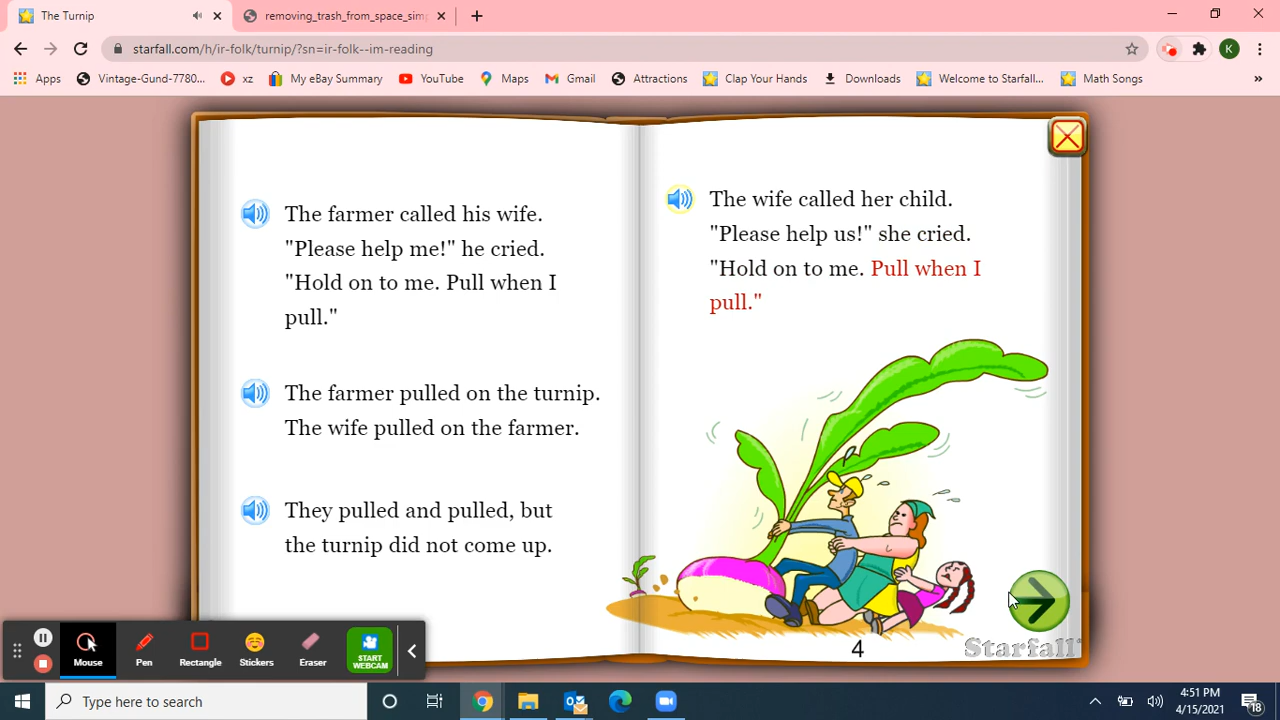 The Turnip
removing_trash_from_space_sim
starfall.com/h/ir-folk/turnip/?sn=ir-folk--im-reading
K
Apps
Vintage-Gund-7780...
xz
My eBay Summary
YouTube
Maps
Gmail
Attractions
Clap Your Hands
Downloads
Welcome to Starfall...
Math Songs
»
The farmer called his wife.
"Please help me!" he cried.
"Hold on to me. Pull when I
pull."
The farmer pulled on the turnip.
The wife pulled on the farmer.
They pulled and pulled, but
the turnip did not come up.
The wife called her child.
"Please help us!" she cried.
"Hold on to me. Pull when I
pull."
4
Starfall
Mouse
Pen
Rectangle
Stickers
Eraser
START
WEBCAM
Type here to search
4:51 PM
4/15/2021
18